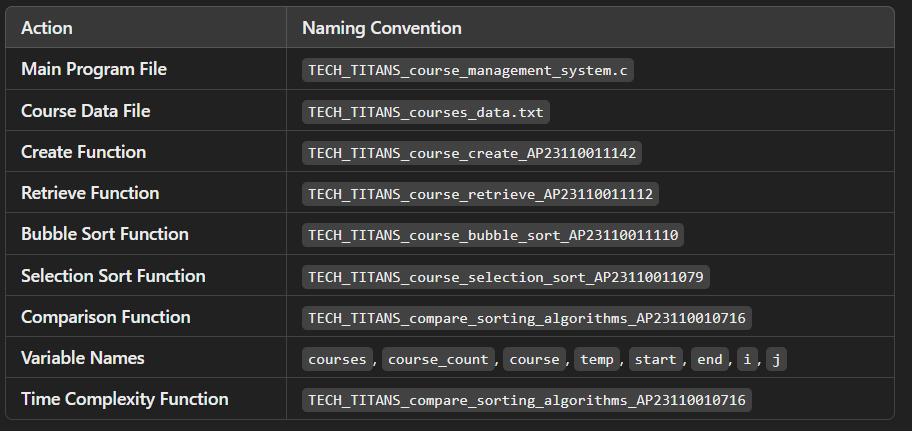 Action Naming Convention
Main Program File TECH_TITANS_course_management_system.c
Course Data File TECH_TITANS_courses_data.txt
Create Function TECH_TITANS_course_create_AP23110011142
Retrieve Function TECH_TITANS_course_retrieve_AP23110011112
Bubble Sort Function TECH_TITANS_course_bubble_sort_AP23110011110
Selection Sort Function TECH_TITANS_course_selection_sort_AP23110011079
Comparison Function TECH_TITANS_compare_sorting_algorithms_AP23110010716
Variable Names courses, course_count, course, temp, start, end, i, j
Time Complexity Function TECH_TITANS_compare_sorting_algorithms_AP23110010716